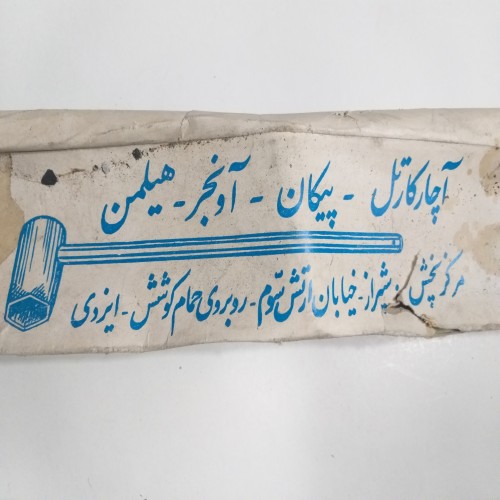 آچار کارتل - پیکان - آونجر - هیلمن
مرکز پخش: شیراز - خیابان ارتش سوم - روبروی حمام کوشش - ایزدی